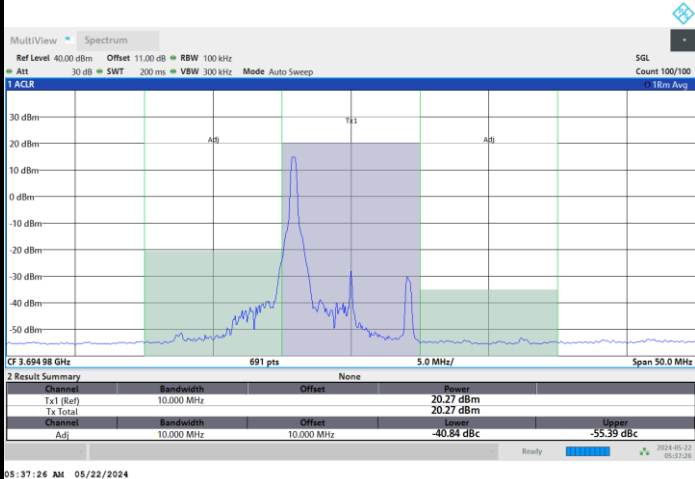 MultiView Spectrum
Ref Level 40.00 dBm Offset 11.00 dB RBW 100 kHz SGL
Att 30 dB SWT 200 ms VBW 300 kHz Mode Auto Sweep Count 100/100
1 ACLR 1Rm Avg
30 dBm
Tx1
20 dBm Adj Adj
10 dBm
0 dBm
-10 dBm
-20 dBm
-30 dBm
-40 dBm
-50 dBm
CF 3.694 98 GHz 691 pts 5.0 MHz/ Span 50.0 MHz
2 Result Summary None
Channel Bandwidth Offset Power
Tx1 (Ref) 10.000 MHz 20.27 dBm
Tx Total 20.27 dBm
Channel Bandwidth Offset Lower Upper
Adj 10.000 MHz 10.000 MHz -40.84 dBc -55.39 dBc
Ready 2024-05-22
05:37:26
05:37:26 AM 05/22/2024